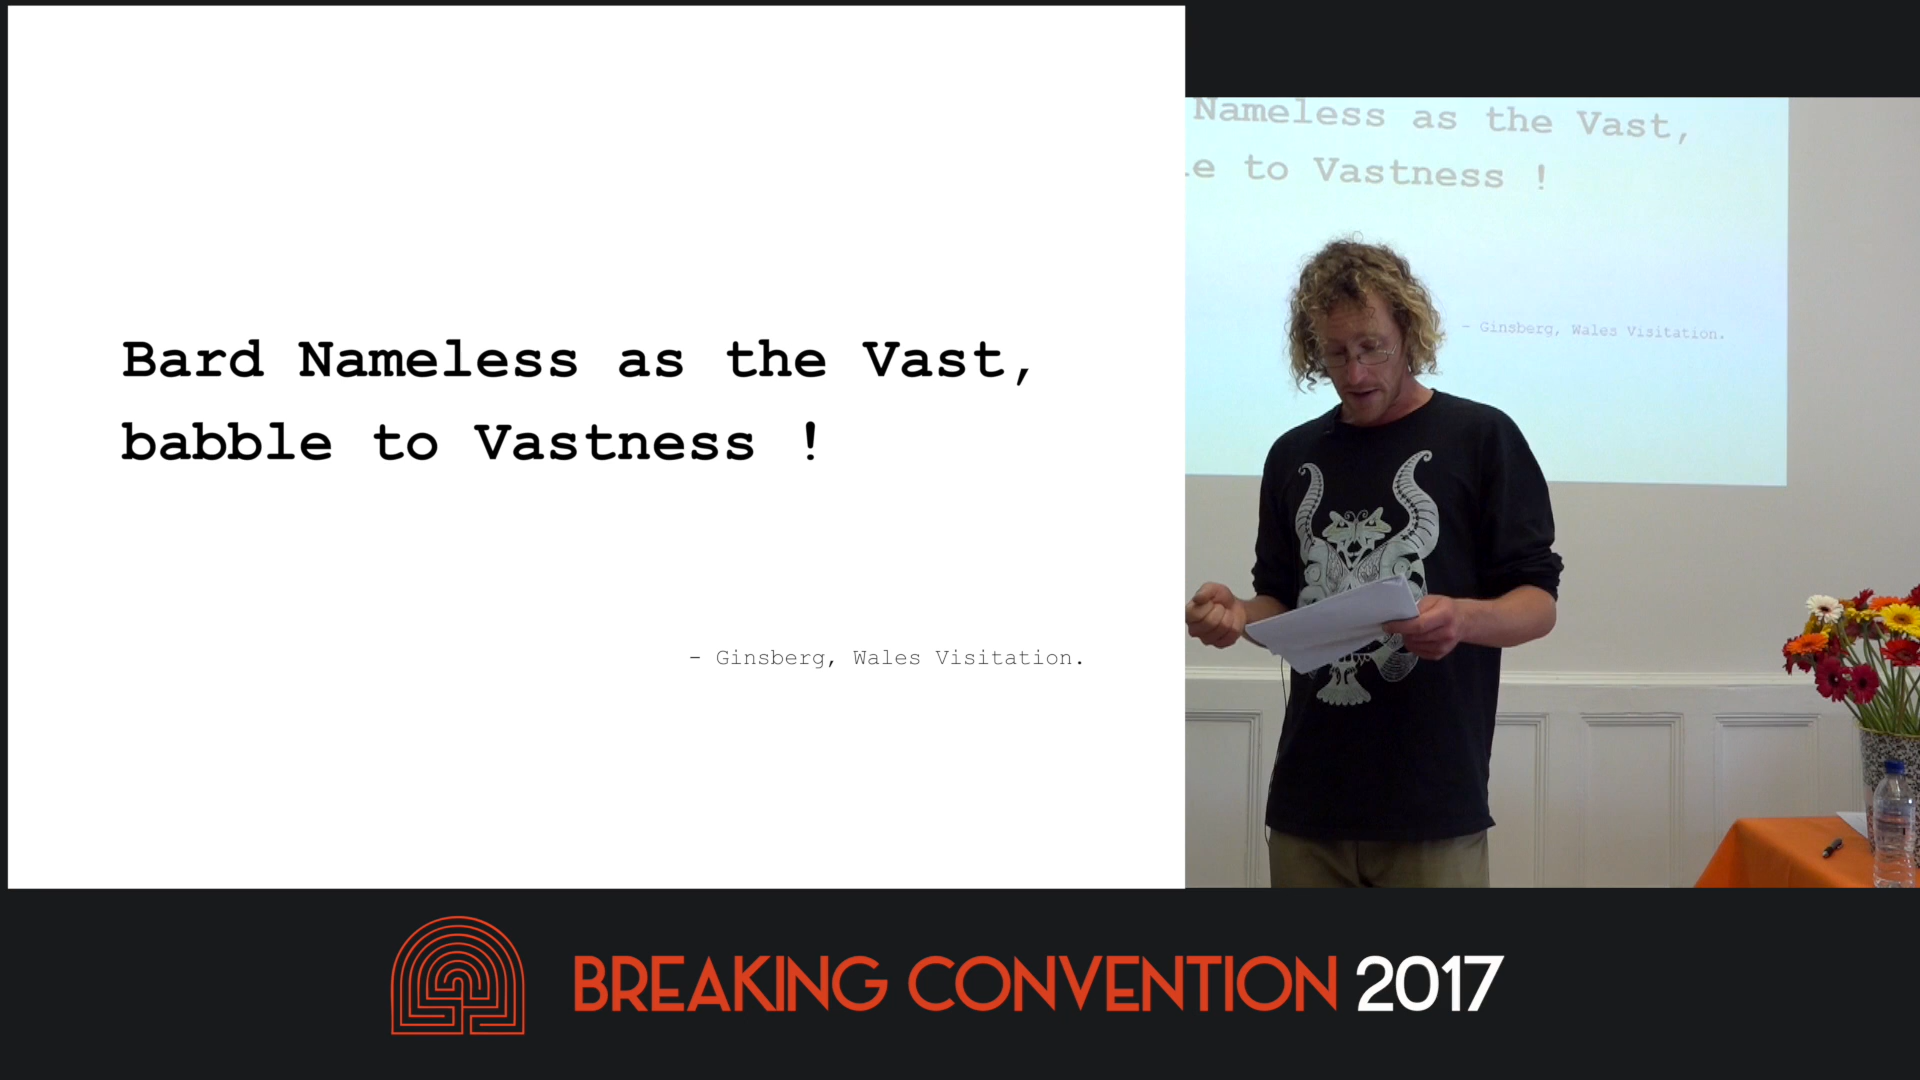 Bard Nameless as the Vast,
babble to Vastness !
- Ginsberg, Wales Visitation.
Nameless as the Vast,
e to Vastness !
- Ginsberg, Wales Visitation.
BREAKING CONVENTION 2017